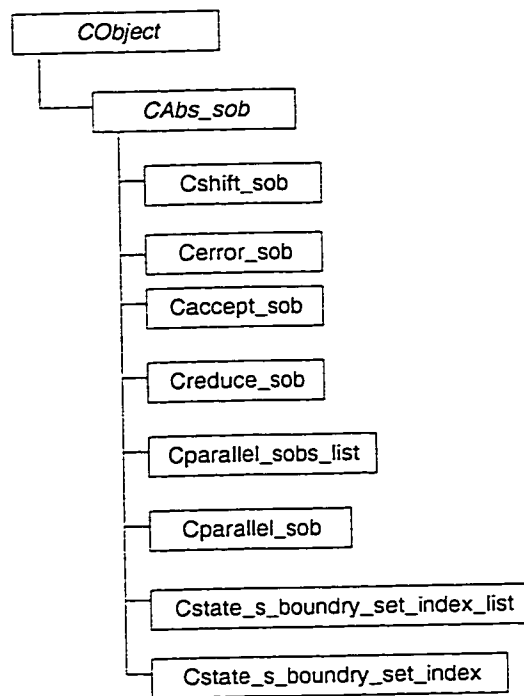 CObject
CAbs_sob
Cshift_sob
Cerror_sob
Caccept_sob
Creduce_sob
Cparallel_sobs_list
Cparallel_sob
Cstate_s_boundry_set_index_list
Cstate_s_boundry_set_index